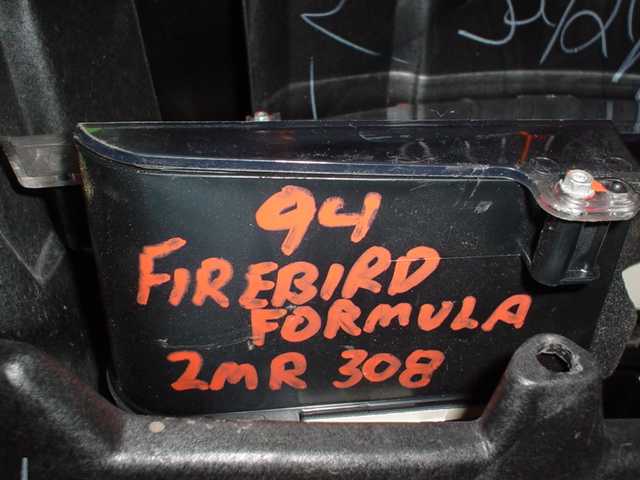 94
FIREBIRD
FORMULA
2MR 308